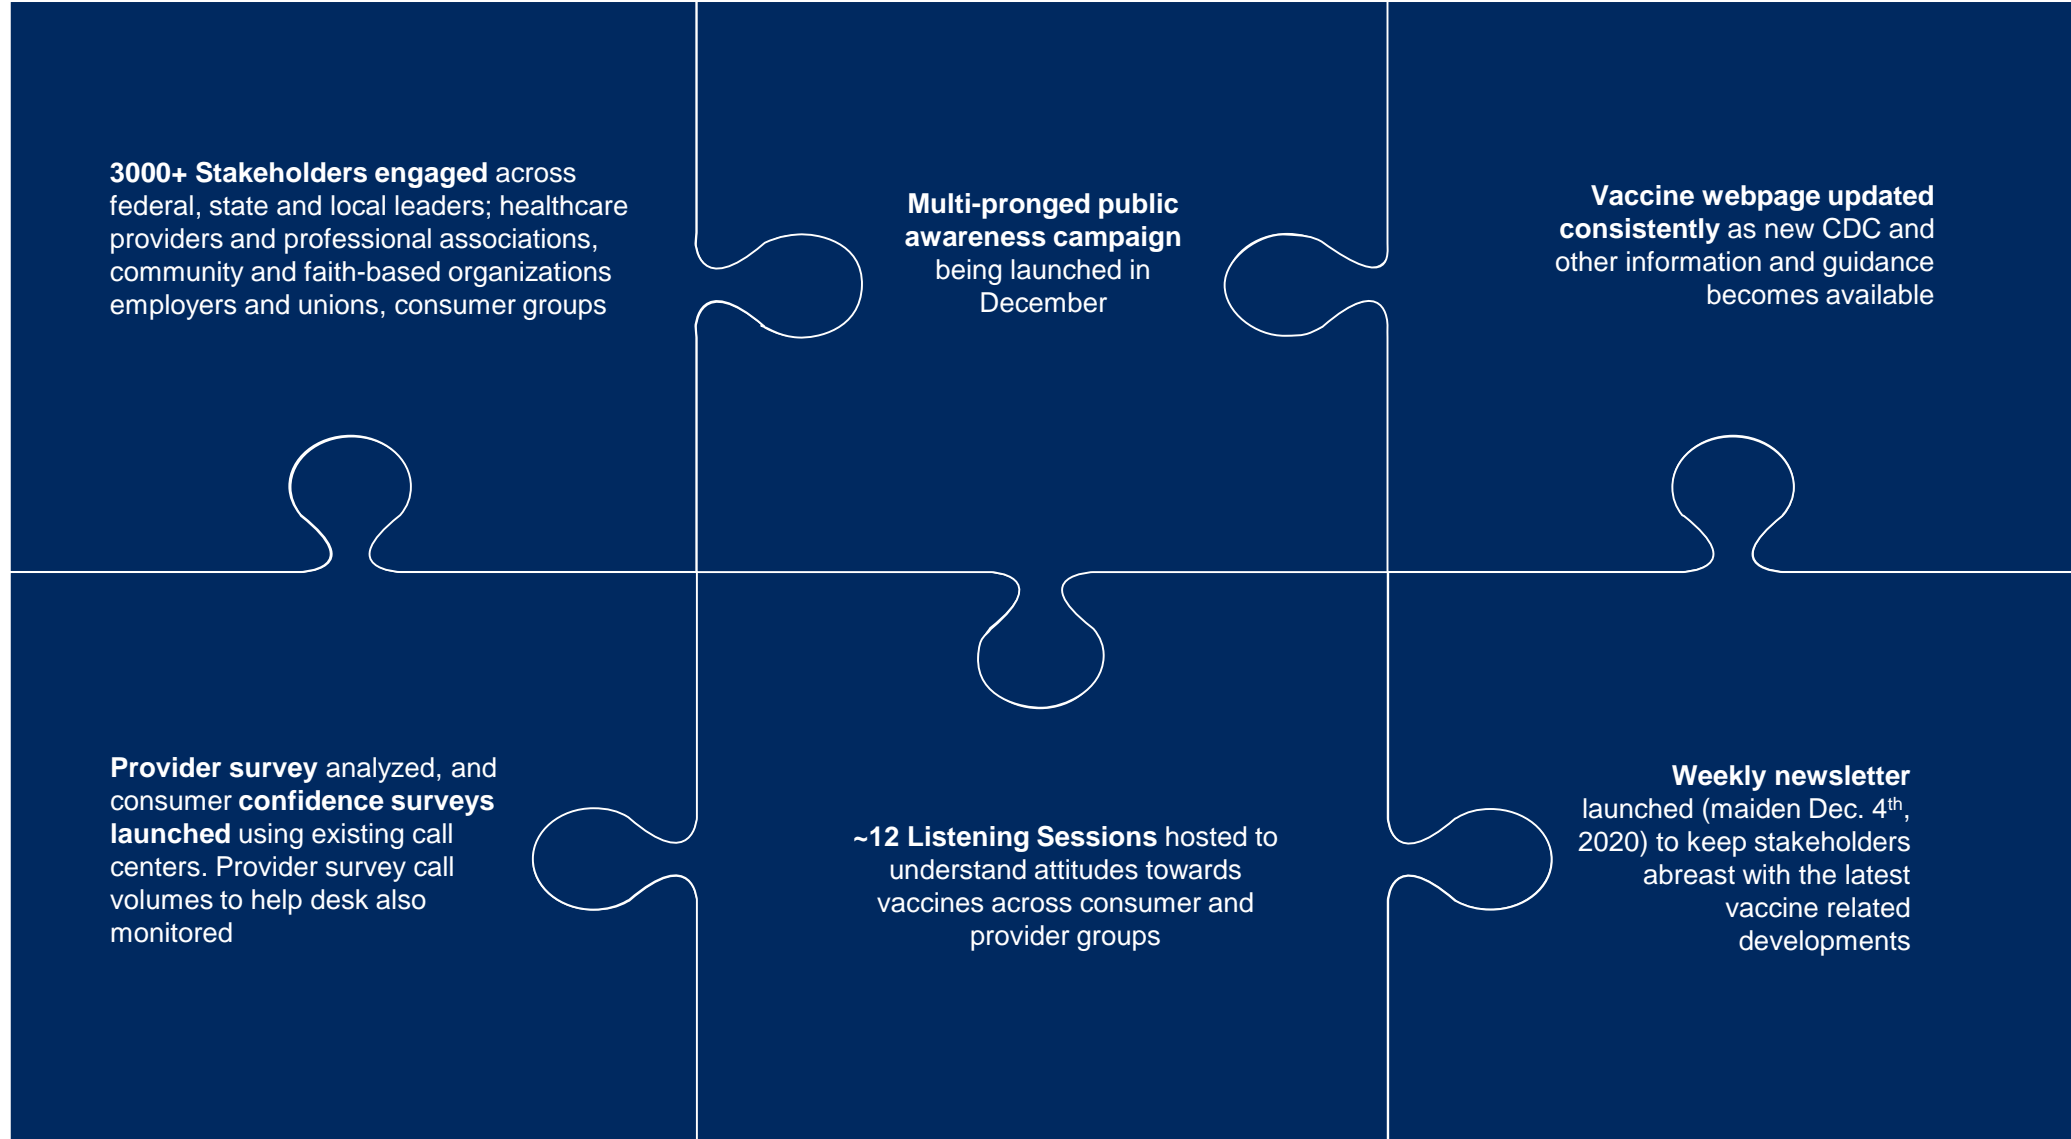 3000+ Stakeholders engaged across
federal, state and local leaders; healthcare
providers and professional associations,
community and faith-based organizations
employers and unions, consumer groups
Multi-pronged public
awareness campaign
being launched in
December
Vaccine webpage updated
consistently as new CDC and
other information and guidance
becomes available
Provider survey analyzed, and
consumer confidence surveys
launched using existing call
centers. Provider survey call
volumes to help desk also
monitored
~12 Listening Sessions hosted to
understand attitudes towards
vaccines across consumer and
provider groups
Weekly newsletter
launched (maiden Dec. 4th,
2020) to keep stakeholders
abreast with the latest
vaccine related
developments